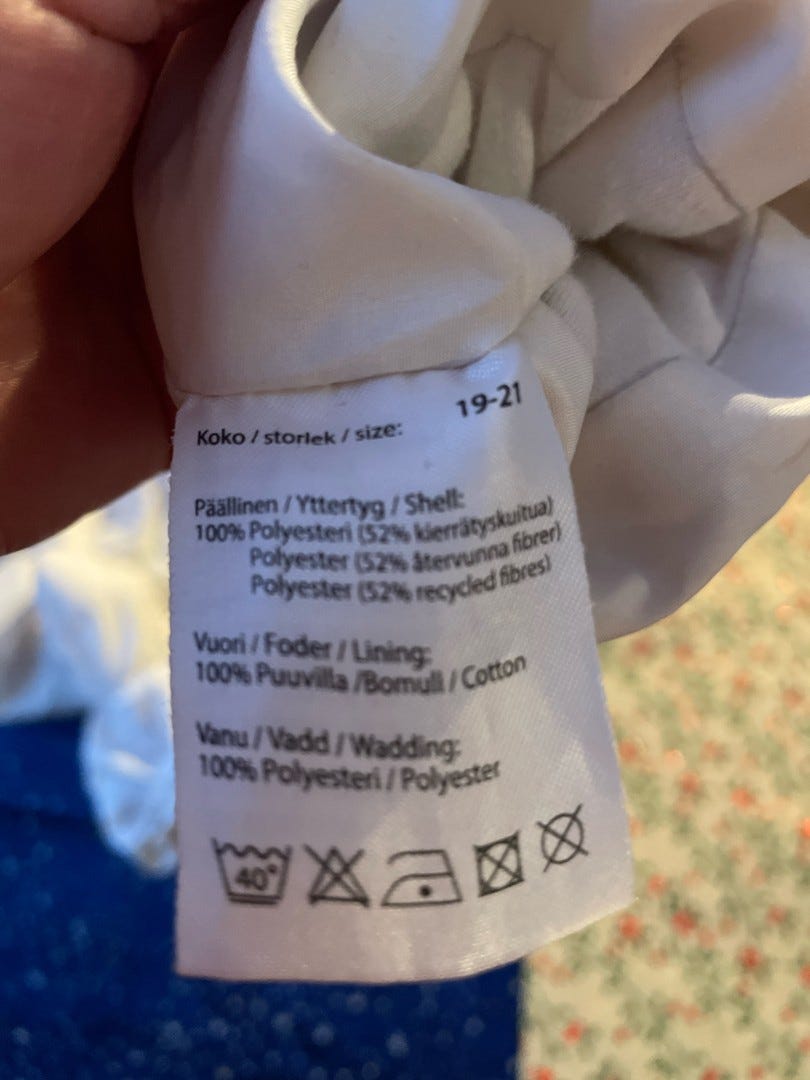 Koko / storlek / size: 19-21
Päällinen / Yttertyg / Shell:
100% Polyesteri (52% kierrätyskuitua)
Polyester (52% återvunna fibrer)
Polyester (52% recycled fibres)
Vuori / Foder / Lining:
100% Puuvilla /Bomull / Cotton
Vanu / Vadd / Wadding:
100% Polyesteri / Polyester
40°